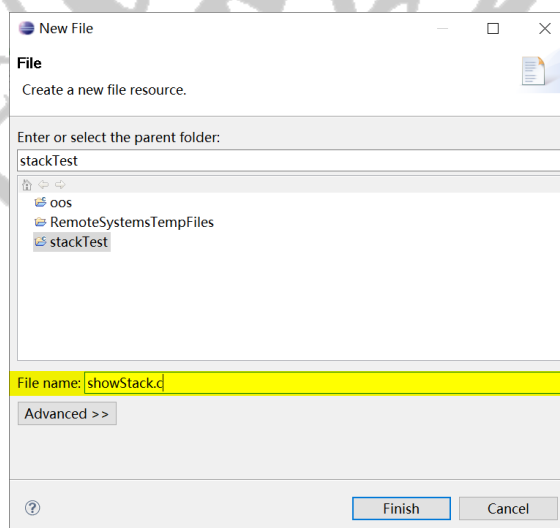 New File
File
Create a new file resource.
Enter or select the parent folder:
stackTest
oos
RemoteSystemsTempFiles
stackTest
File name: showStack.c
Advanced >>
Finish Cancel